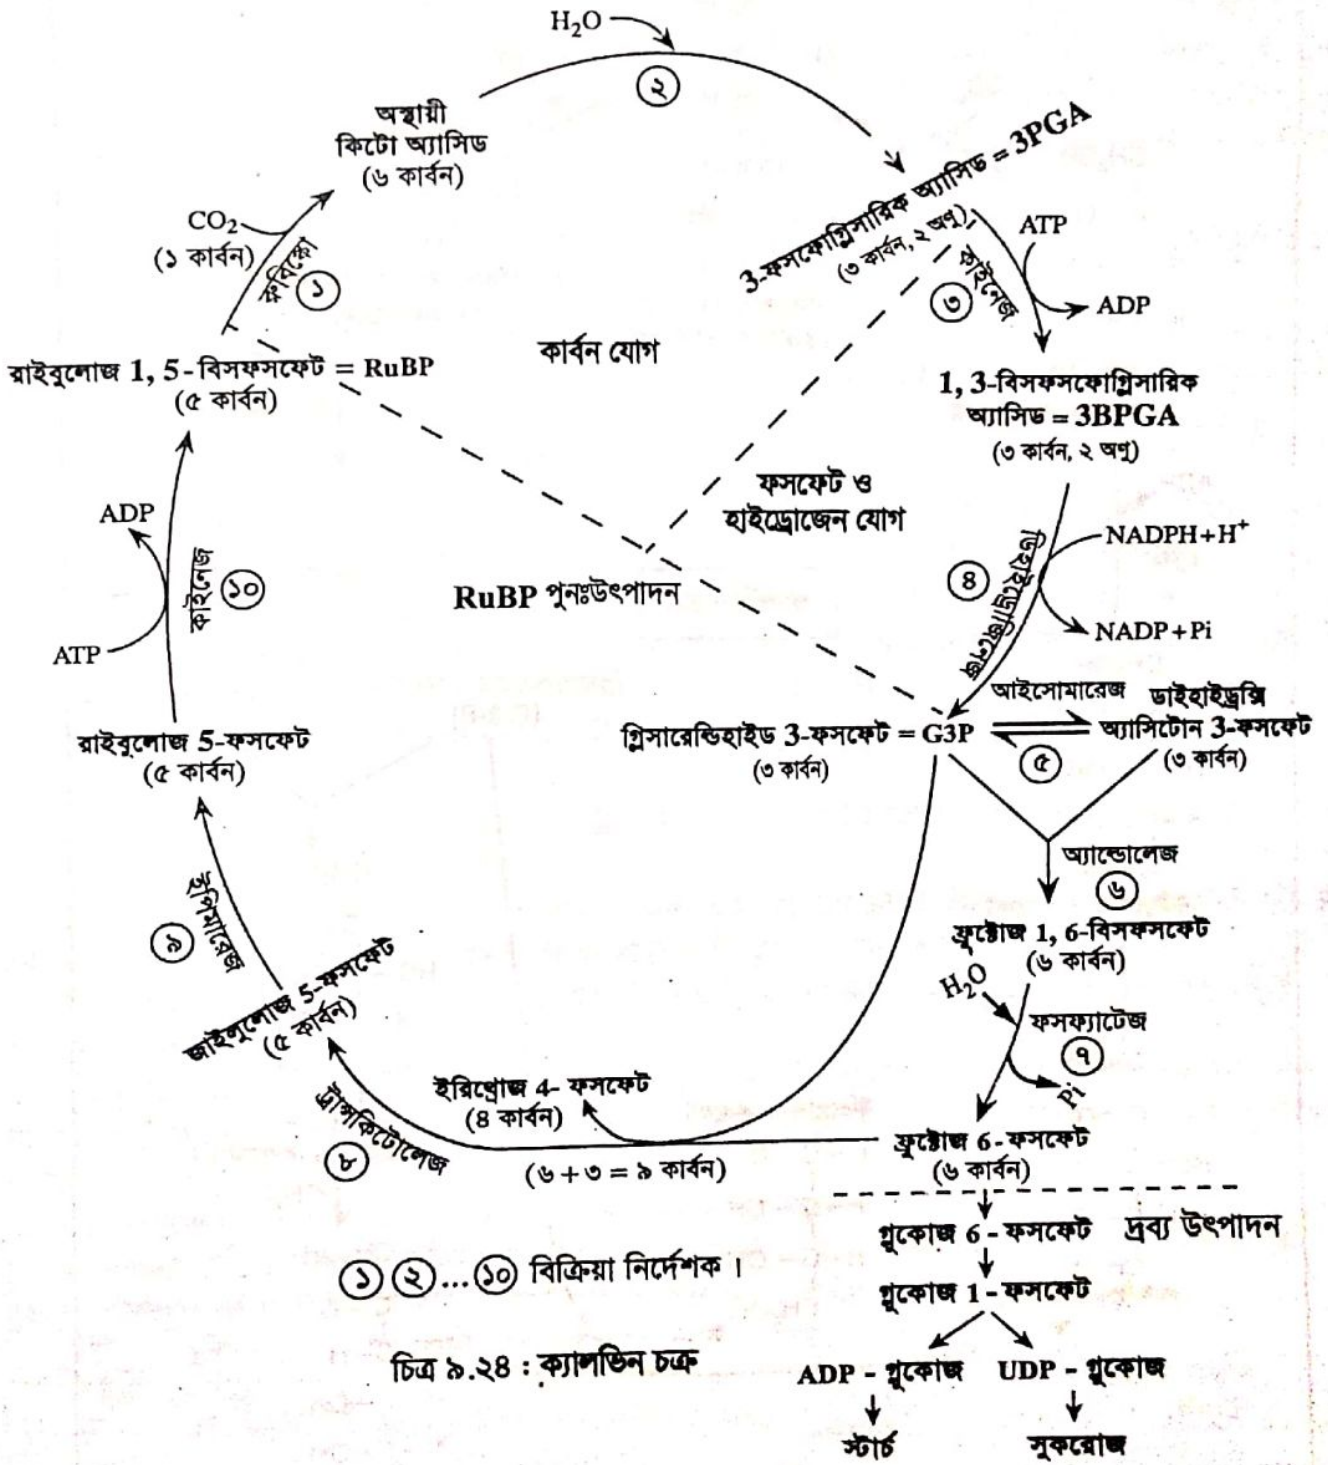 H₂O
২
অস্থায়ী
কিটো অ্যাসিড
(৬ কার্বন)
CO₂
(১ কার্বন)
রুবিস্কো
১
3-ফসফোগ্লিসারিক অ্যাসিড = 3PGA
(৩ কার্বন, ২ অণু)
ATP
কাইনেজ
৩
ADP
কার্বন যোগ
রাইবুলোজ 1, 5-বিসফসফেট = RuBP
(৫ কার্বন)
1, 3-বিসফসফোগ্লিসারিক
অ্যাসিড = 3BPGA
(৩ কার্বন, ২ অণু)
ফসফেট ও
হাইড্রোজেন যোগ
ADP
কাইনেজ
১০
ATP
NADPH+H⁺
ডিহাইড্রোজিনেজ
৪
NADP+Pi
RuBP পুনঃউৎপাদন
রাইবুলোজ 5-ফসফেট
(৫ কার্বন)
গ্লিসারেল্ডিহাইড 3-ফসফেট = G3P
(৩ কার্বন)
আইসোমারেজ
৫
ডাইহাইড্রক্সি
অ্যাসিটোন 3-ফসফেট
(৩ কার্বন)
অ্যাল্ডোলেজ
৬
ইপিমারেজ
৯
ফ্রুক্টোজ 1, 6-বিসফসফেট
(৬ কার্বন)
H₂O
ফসফ্যাটেজ
৭
Pi
জাইলুলোজ 5-ফসফেট
(৫ কার্বন)
ইরিথ্রোজ 4- ফসফেট
(৪ কার্বন)
ট্রান্সকিটোলেজ
৮
(৬ + ৩ = ৯ কার্বন)
ফ্রুক্টোজ 6-ফসফেট
(৬ কার্বন)
গ্লুকোজ 6 - ফসফেট দ্রব্য উৎপাদন
গ্লুকোজ 1 - ফসফেট
১ ২ ... ১০ বিক্রিয়া নির্দেশক ।
চিত্র ৯.২৪ : ক্যালভিন চক্র
ADP - গ্লুকোজ UDP - গ্লুকোজ
স্টার্চ সুকরোজ